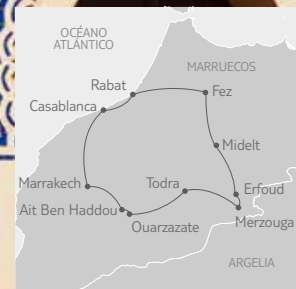 OCÉANO
ATLÁNTICO
MARRUECOS
Rabat
Fez
Casablanca
Midelt
Marrakech
Todra
Erfoud
Ait Ben Haddou
Ouarzazate
Merzouga
ARGELIA